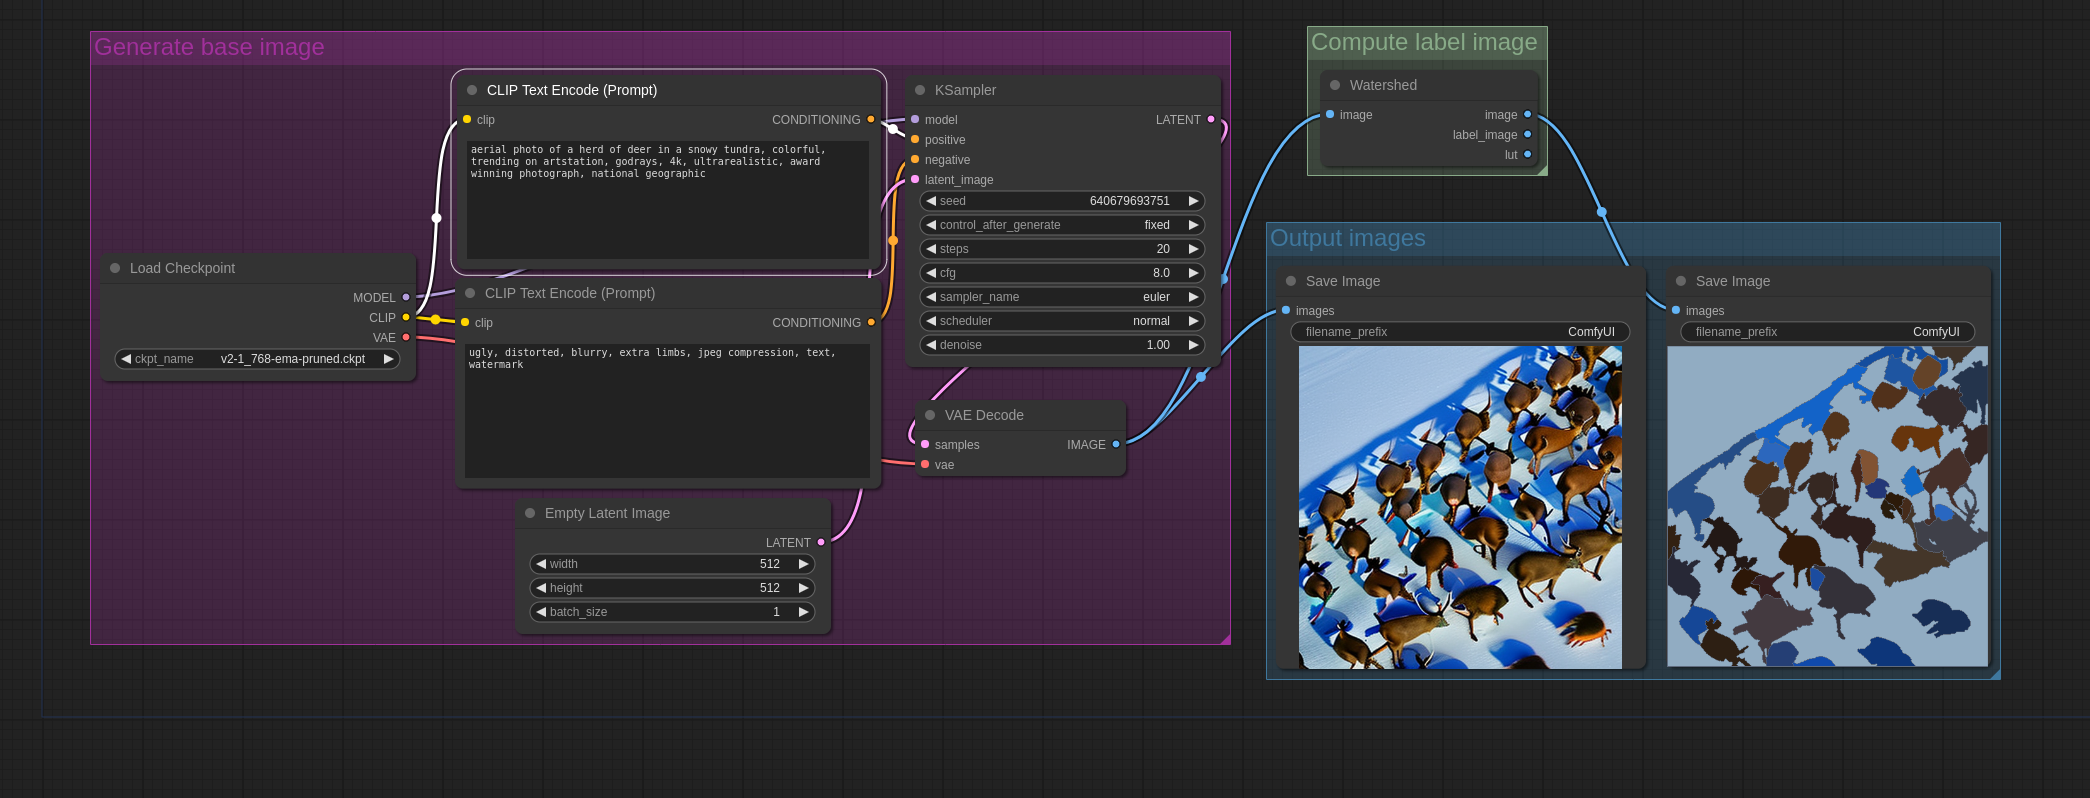 Generate base image
Load Checkpoint
MODEL
CLIP
VAE
ckpt_name v2-1_768-ema-pruned.ckpt
CLIP Text Encode (Prompt)
clip CONDITIONING
aerial photo of a herd of deer in a snowy tundra, colorful,
trending on artstation, godrays, 4k, ultrarealistic, award
winning photograph, national geographic
CLIP Text Encode (Prompt)
clip CONDITIONING
ugly, distorted, blurry, extra limbs, jpeg compression, text,
watermark
Empty Latent Image
LATENT
width 512
height 512
batch_size 1
KSampler
model LATENT
positive
negative
latent_image
seed 640679693751
control_after_generate fixed
steps 20
cfg 8.0
sampler_name euler
scheduler normal
denoise 1.00
VAE Decode
samples IMAGE
vae
Compute label image
Watershed
image image
label_image
lut
Output images
Save Image
images
filename_prefix ComfyUI
Save Image
images
filename_prefix ComfyUI